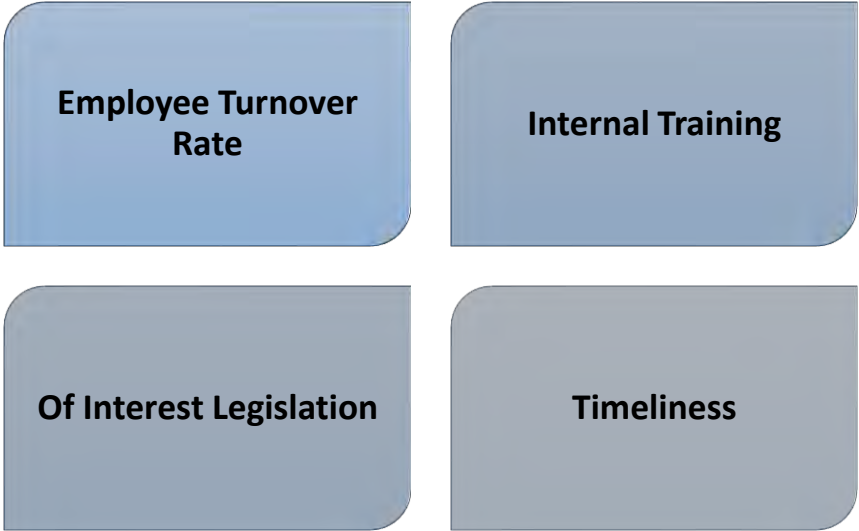 Employee Turnover
Rate
Internal Training
Of Interest Legislation
Timeliness